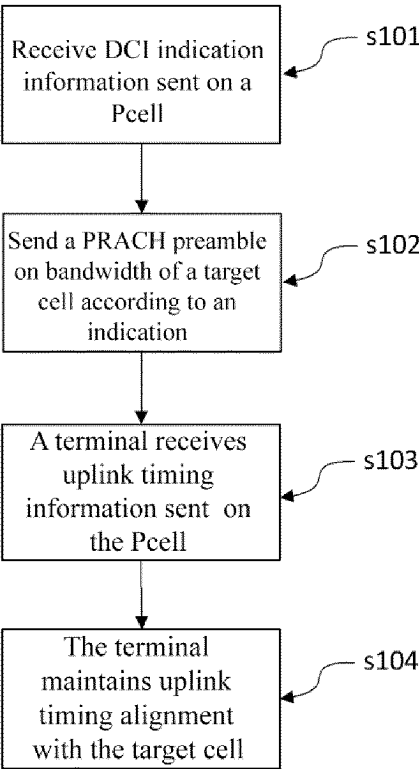 Receive DCI indication
information sent on a
Pcell
s101
Send a PRACH preamble
on bandwidth of a target
cell according to an
indication
s102
A terminal receives
uplink timing
information sent on
the Pcell
s103
The terminal
maintains uplink
timing alignment
with the target cell
s104